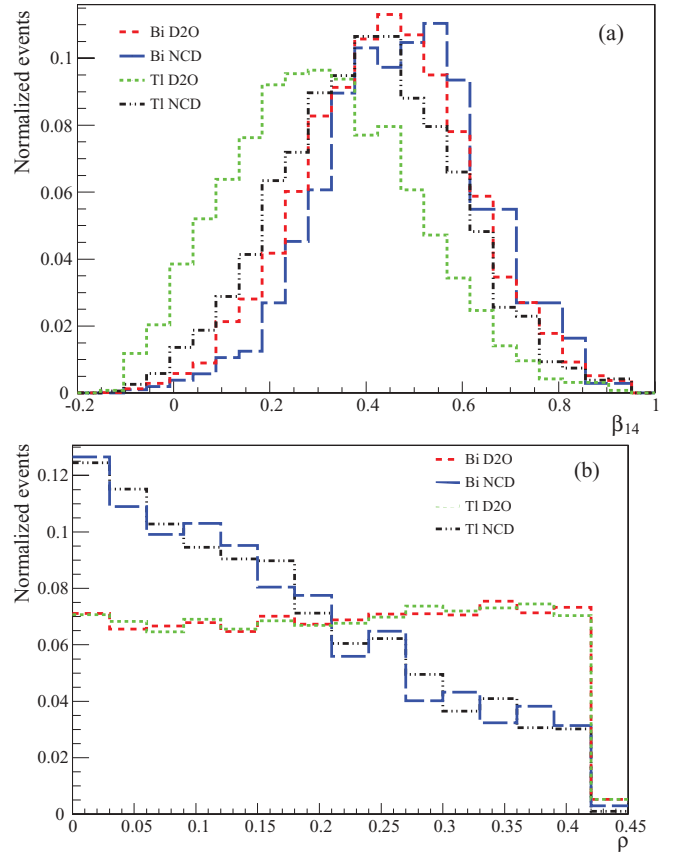 (a)
Bi D2O
Bi NCD
Tl D2O
Tl NCD
Normalized events
0.1
0.08
0.06
0.04
0.02
0
-0.2 0 0.2 0.4 0.6 0.8 1
β14
(b)
Bi D2O
Bi NCD
Tl D2O
Tl NCD
Normalized events
0.12
0.1
0.08
0.06
0.04
0.02
0
0 0.05 0.1 0.15 0.2 0.25 0.3 0.35 0.4 0.45
ρ